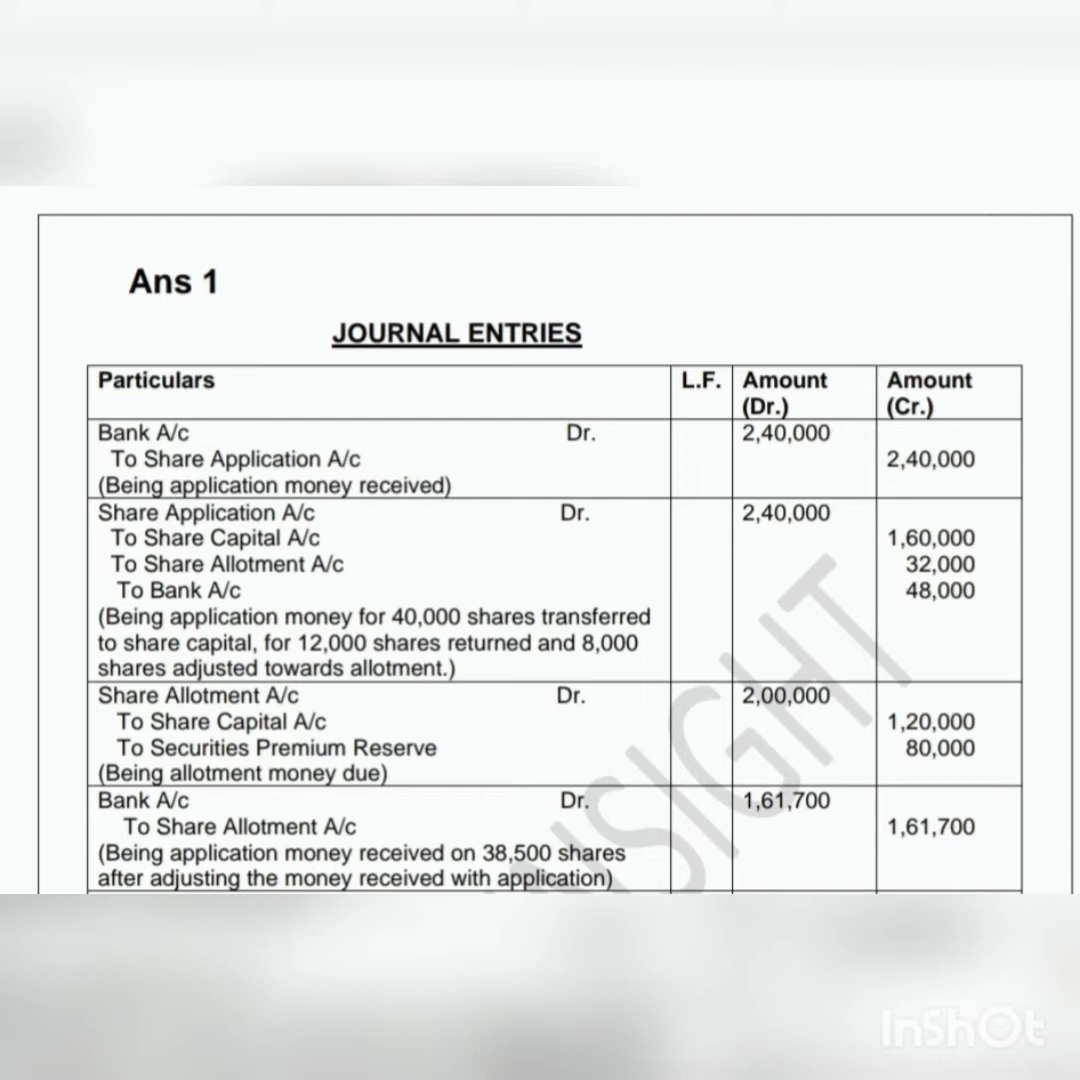 Ans 1
JOURNAL ENTRIES
Particulars L.F. Amount (Dr.) Amount (Cr.)
Bank A/c Dr. 2,40,000
To Share Application A/c 2,40,000
(Being application money received)
Share Application A/c Dr. 2,40,000
To Share Capital A/c 1,60,000
To Share Allotment A/c 32,000
To Bank A/c 48,000
(Being application money for 40,000 shares transferred
to share capital, for 12,000 shares returned and 8,000
shares adjusted towards allotment.)
Share Allotment A/c Dr. 2,00,000
To Share Capital A/c 1,20,000
To Securities Premium Reserve 80,000
(Being allotment money due)
Bank A/c Dr. 1,61,700
To Share Allotment A/c 1,61,700
(Being application money received on 38,500 shares
after adjusting the money received with application)
NSIGHT
InShOt